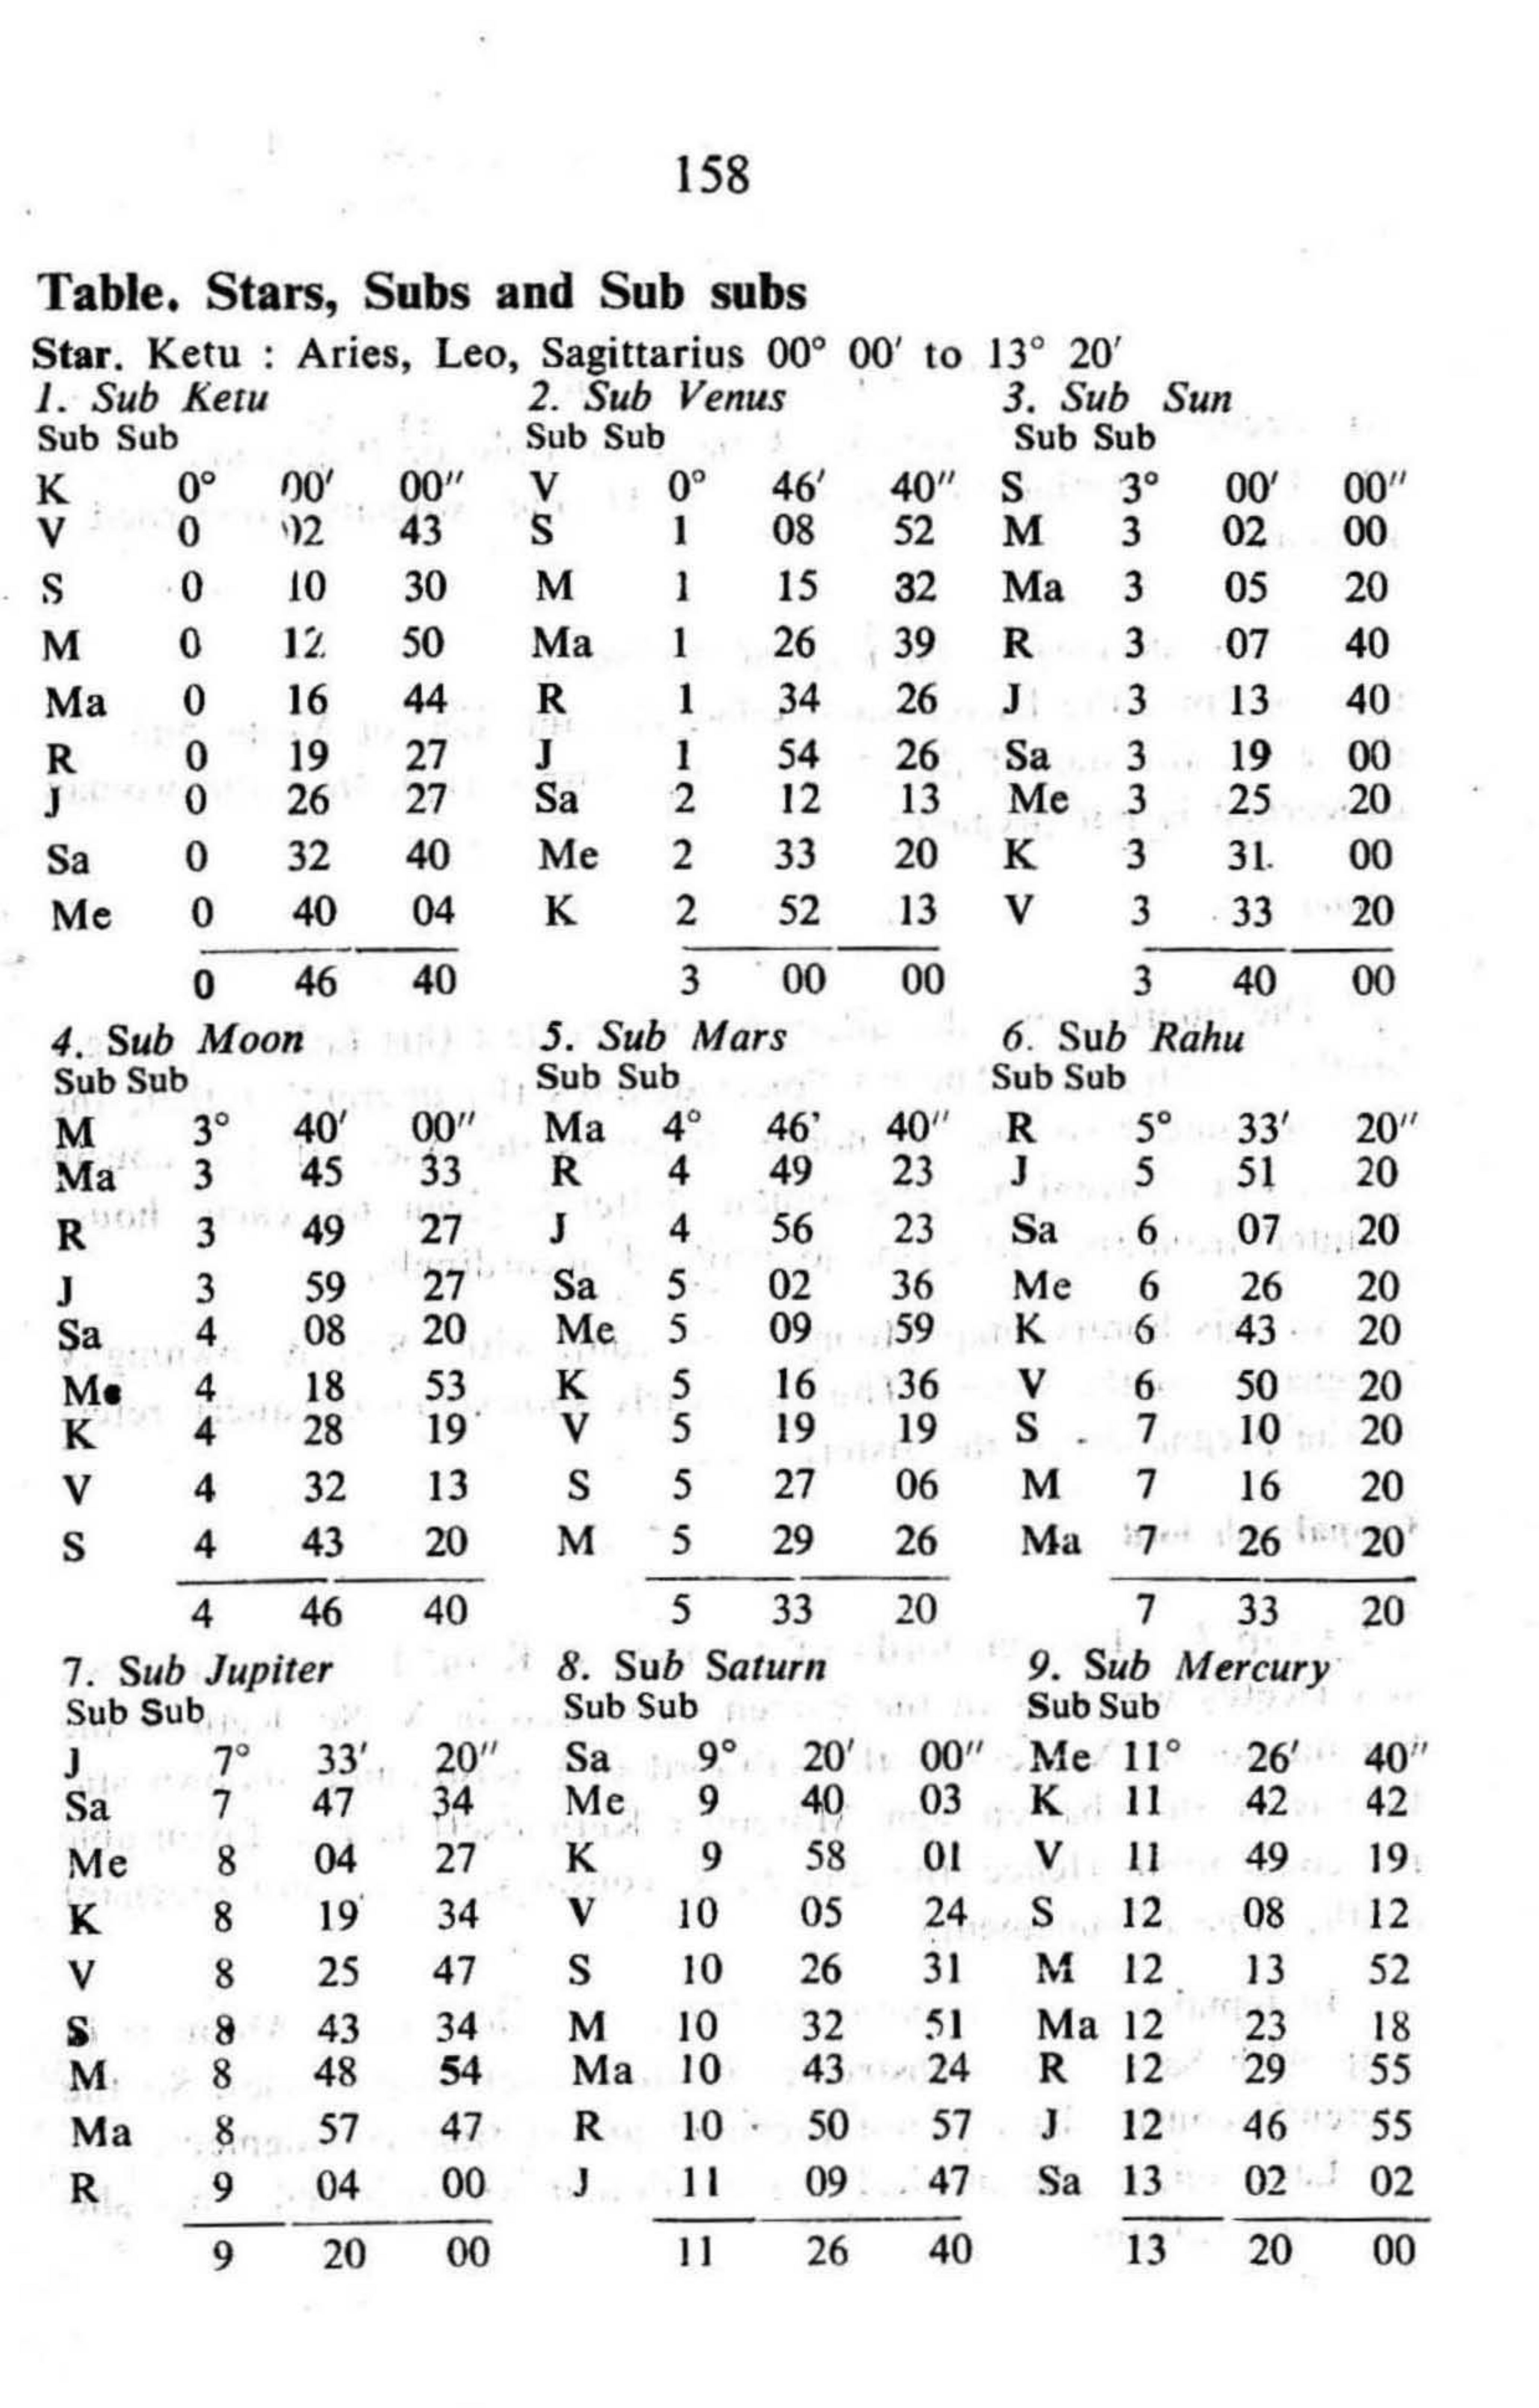 158
Table. Stars, Subs and Sub subs
Star. Ketu : Aries, Leo, Sagittarius 00° 00′ to 13° 20′
1. Sub Ketu 2. Sub Venus 3. Sub Sun
Sub Sub Sub Sub Sub Sub
K 0° 00′ 00″ V 0° 46′ 40″ S 3° 00′ 00″
V 0 02 43 S 1 08 52 M 3 02 00
S 0 10 30 M 1 15 32 Ma 3 05 20
M 0 12 50 Ma 1 26 39 R 3 07 40
Ma 0 16 44 R 1 34 26 J 3 13 40
R 0 19 27 J 1 54 26 Sa 3 19 00
J 0 26 27 Sa 2 12 13 Me 3 25 20
Sa 0 32 40 Me 2 33 20 K 3 31 00
Me 0 40 04 K 2 52 13 V 3 33 20
0 46 40 3 00 00 3 40 00
4. Sub Moon 5. Sub Mars 6. Sub Rahu
Sub Sub Sub Sub Sub Sub
M 3° 40′ 00″ Ma 4° 46′ 40″ R 5° 33′ 20″
Ma 3 45 33 R 4 49 23 J 5 51 20
R 3 49 27 J 4 56 23 Sa 6 07 20
J 3 59 27 Sa 5 02 36 Me 6 26 20
Sa 4 08 20 Me 5 09 59 K 6 43 20
Me 4 18 53 K 5 16 36 V 6 50 20
K 4 28 19 V 5 19 19 S 7 10 20
V 4 32 13 S 5 27 06 M 7 16 20
S 4 43 20 M 5 29 26 Ma 7 26 20
4 46 40 5 33 20 7 33 20
7. Sub Jupiter 8. Sub Saturn 9. Sub Mercury
Sub Sub Sub Sub Sub Sub
J 7° 33′ 20″ Sa 9° 20′ 00″ Me 11° 26′ 40″
Sa 7 47 34 Me 9 40 03 K 11 42 42
Me 8 04 27 K 9 58 01 V 11 49 19
K 8 19 34 V 10 05 24 S 12 08 12
V 8 25 47 S 10 26 31 M 12 13 52
S 8 43 34 M 10 32 51 Ma 12 23 18
M 8 48 54 Ma 10 43 24 R 12 29 55
Ma 8 57 47 R 10 50 57 J 12 46 55
R 9 04 00 J 11 09 47 Sa 13 02 02
9 20 00 11 26 40 13 20 00